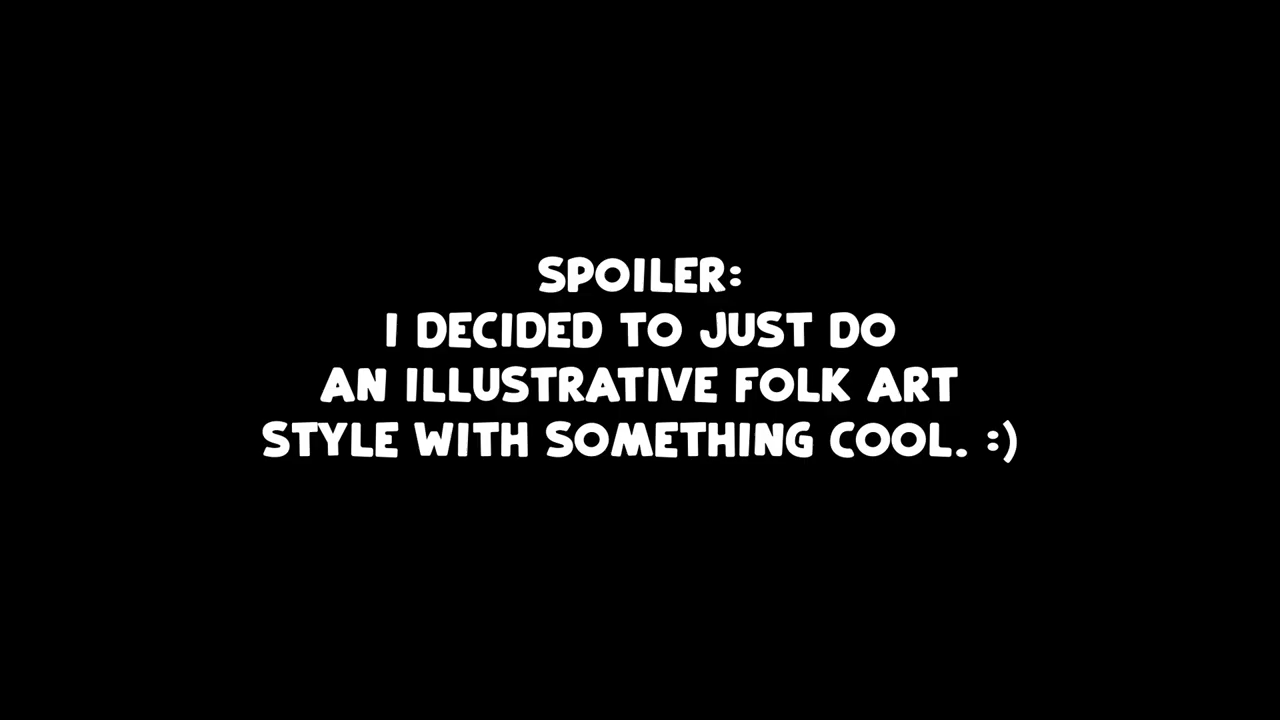 SPOILER:
I DECIDED TO JUST DO
AN ILLUSTRATIVE FOLK ART
STYLE WITH SOMETHING COOL. :)